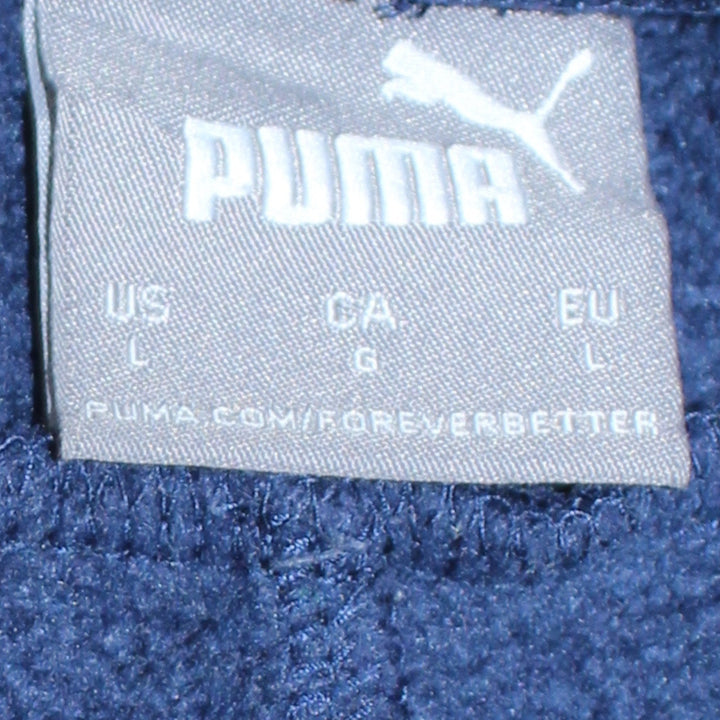 PUMA
US CA EU
L G L
PUMA.COM/FOREVERBETTER